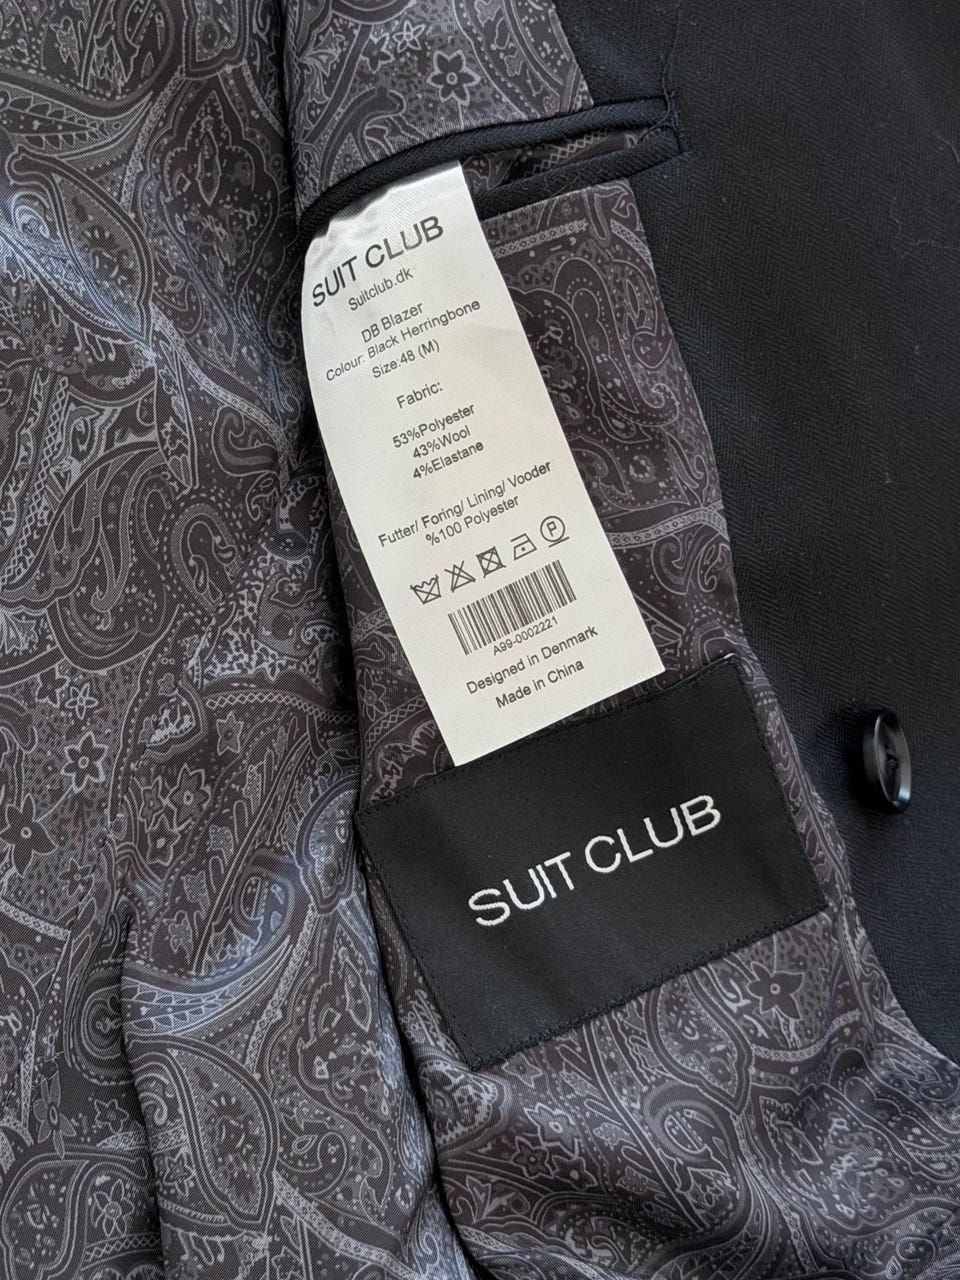 SUIT CLUB
Suitclub.dk
DB Blazer
Colour: Black Herringbone
Size:48 (M)
Fabric:
53%Polyester
43%Wool
4%Elastane
Futter/ Foring/ Lining/ Vooder
%100 Polyester
P
A99-0002221
Designed in Denmark
Made in China
SUIT CLUB